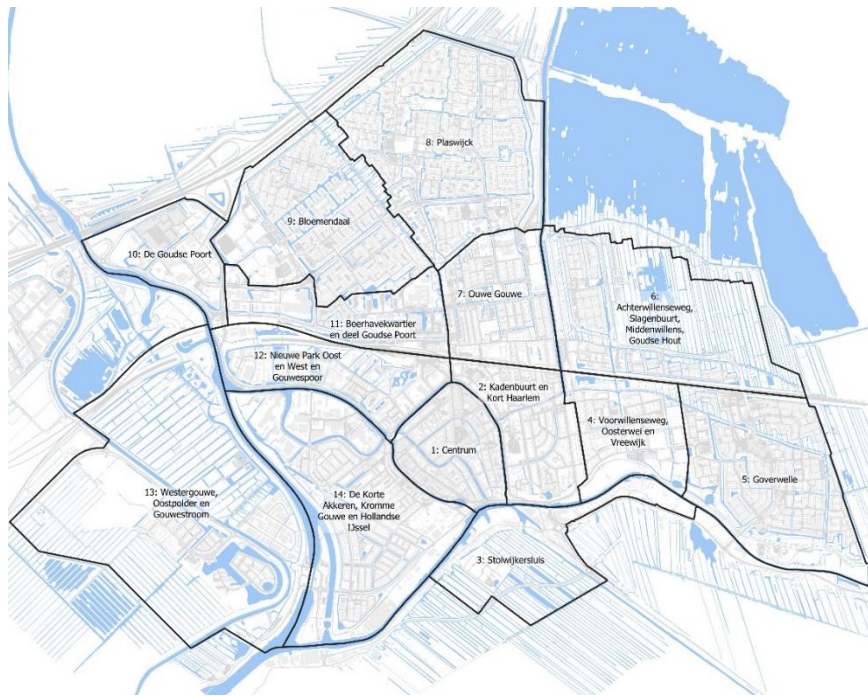 8: Plaswijck
9: Bloemendaal
10: De Goudse Poort
7: Ouwe Gouwe
6:
Achterwillenseweg,
Slagenbuurt,
Middenwillens,
Goudse Hout
11: Boerhavekwartier
en deel Goudse Poort
12: Nieuwe Park Oost
en West en
Gouwespoor
2: Kadenbuurt en
Kort Haarlem
4: Voorwillenseweg,
Oosterwei en
Vreewijk
1: Centrum
5: Goverwelle
13: Westergouwe,
Oostpolder en
Gouwestroom
14: De Korte
Akkeren, Kromme
Gouwe en Hollandse
IJssel
3: Stolwijkersluis